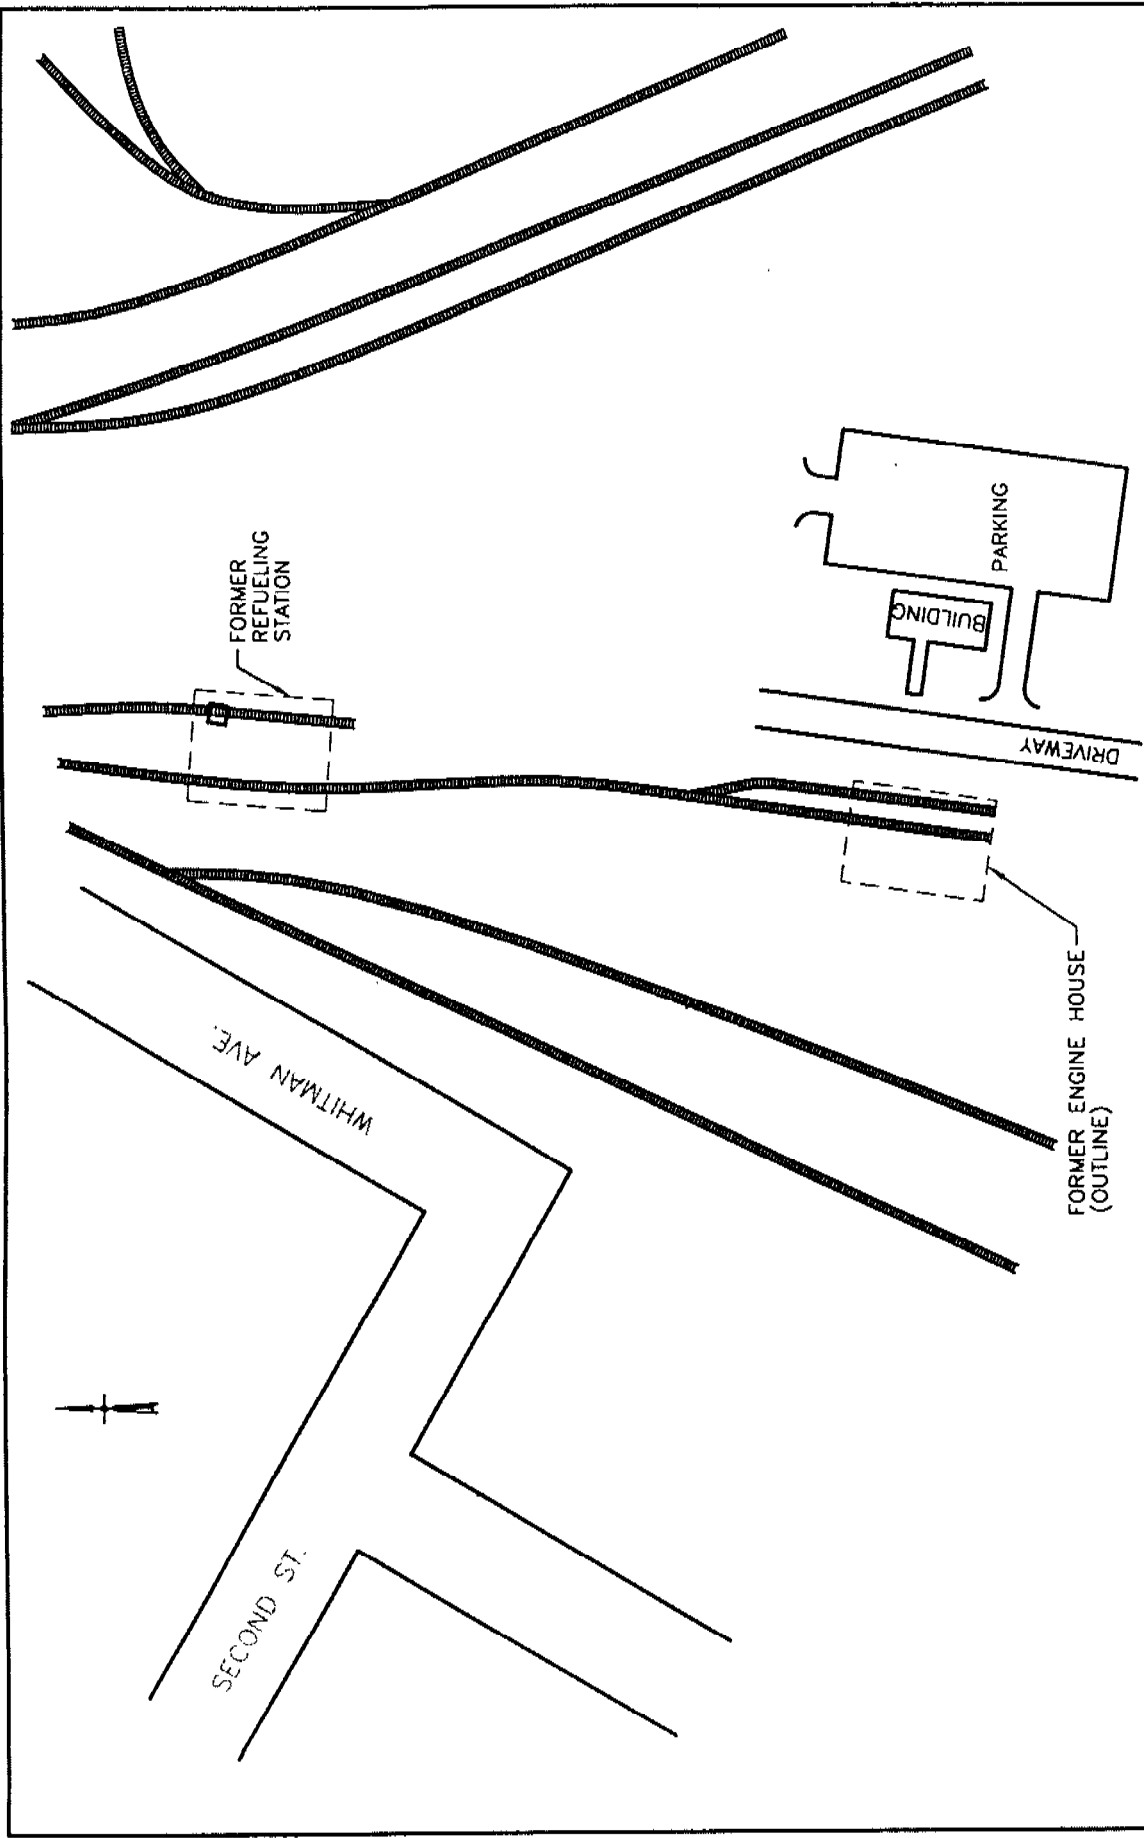 FORMER
REFUELING
STATION
PARKING
BUILDING
DRIVEWAY
WHITMAN AVE.
FORMER ENGINE HOUSE
(OUTLINE)
SECOND ST.